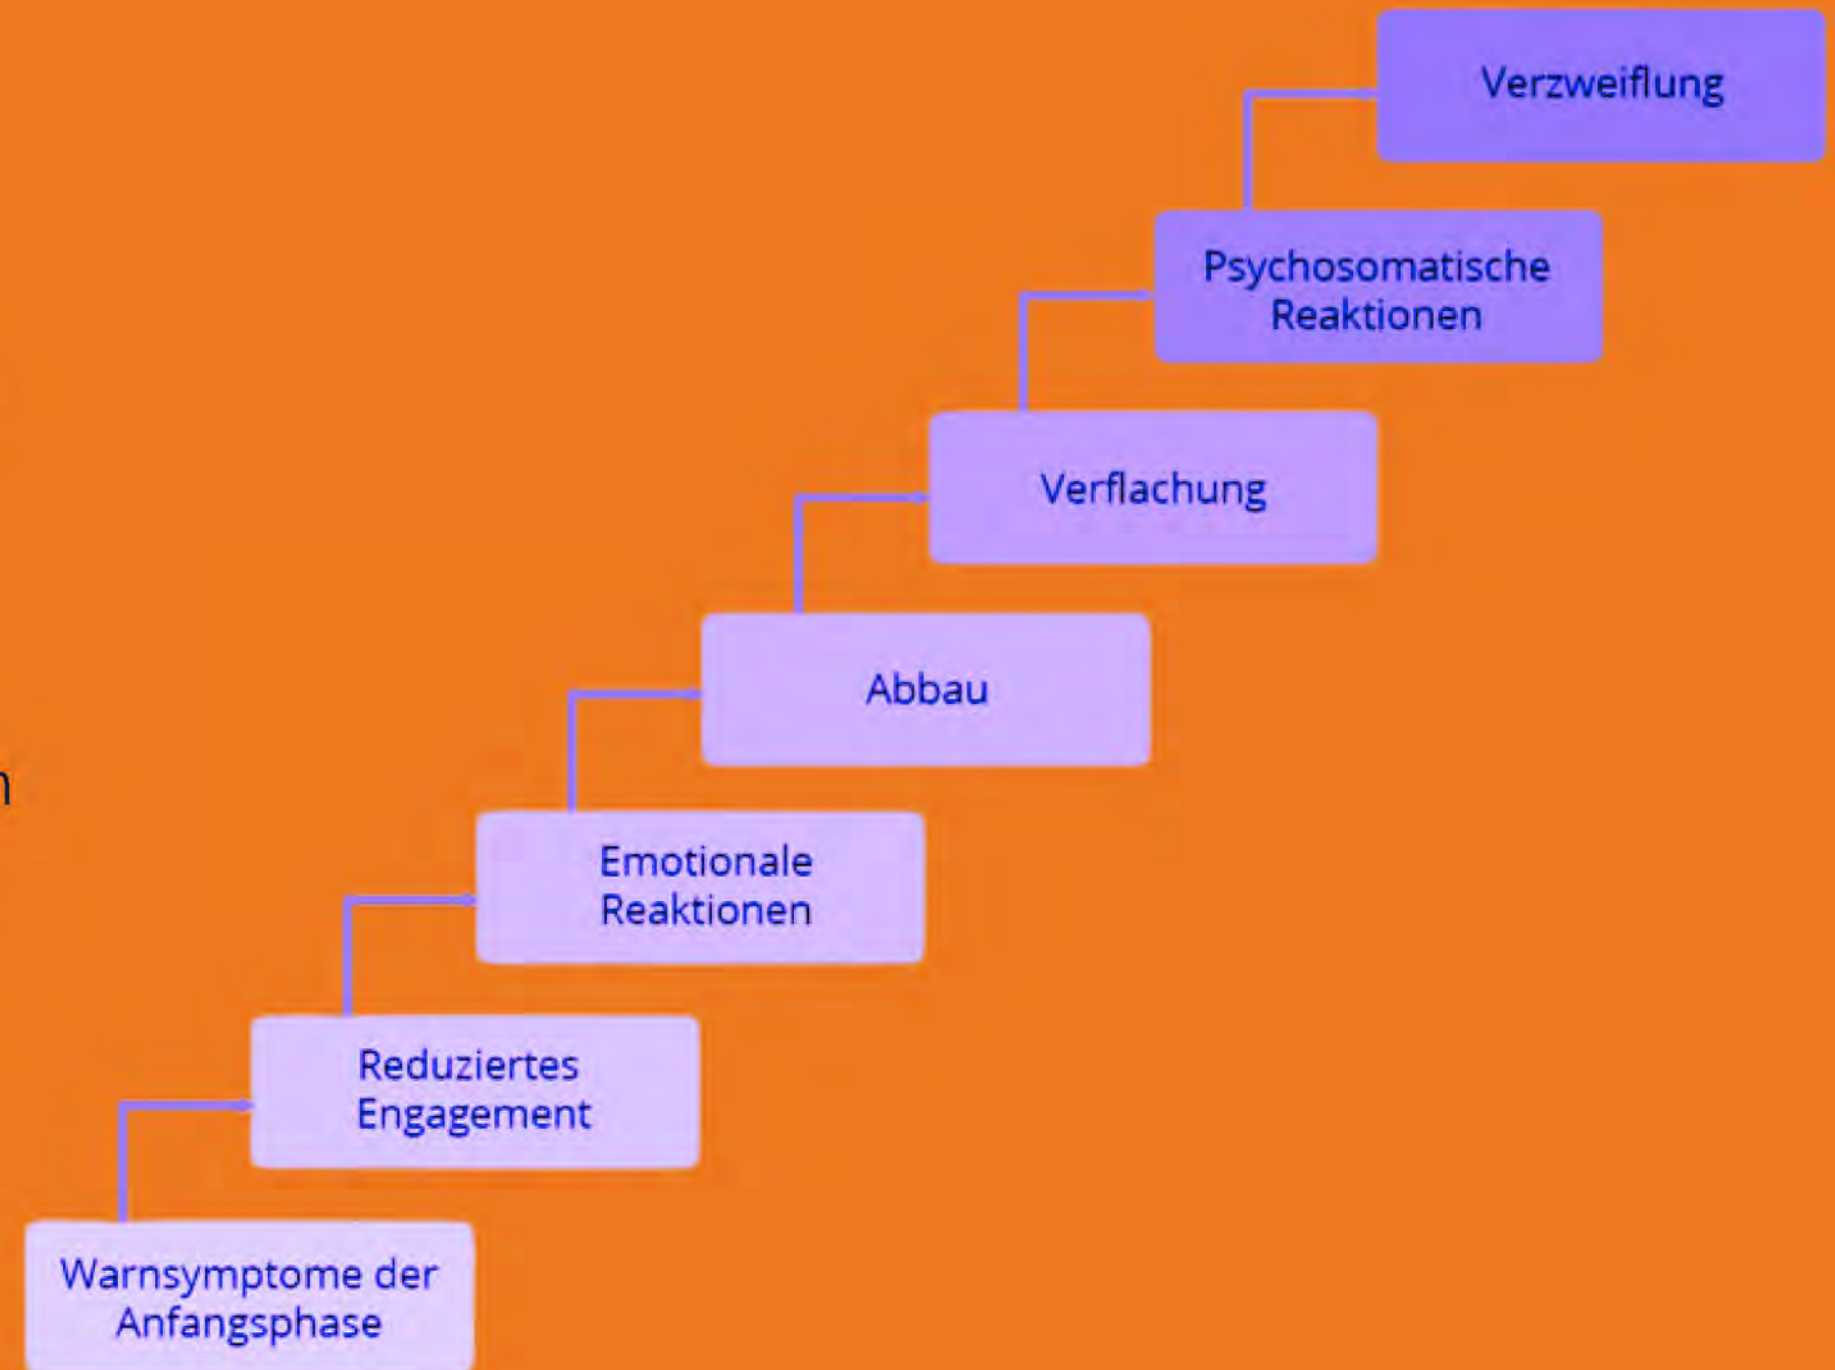 Verzweiflung
Psychosomatische
Reaktionen
Verflachung
Abbau
n
Emotionale
Reaktionen
Reduziertes
Engagement
Warnsymptome der
Anfangsphase